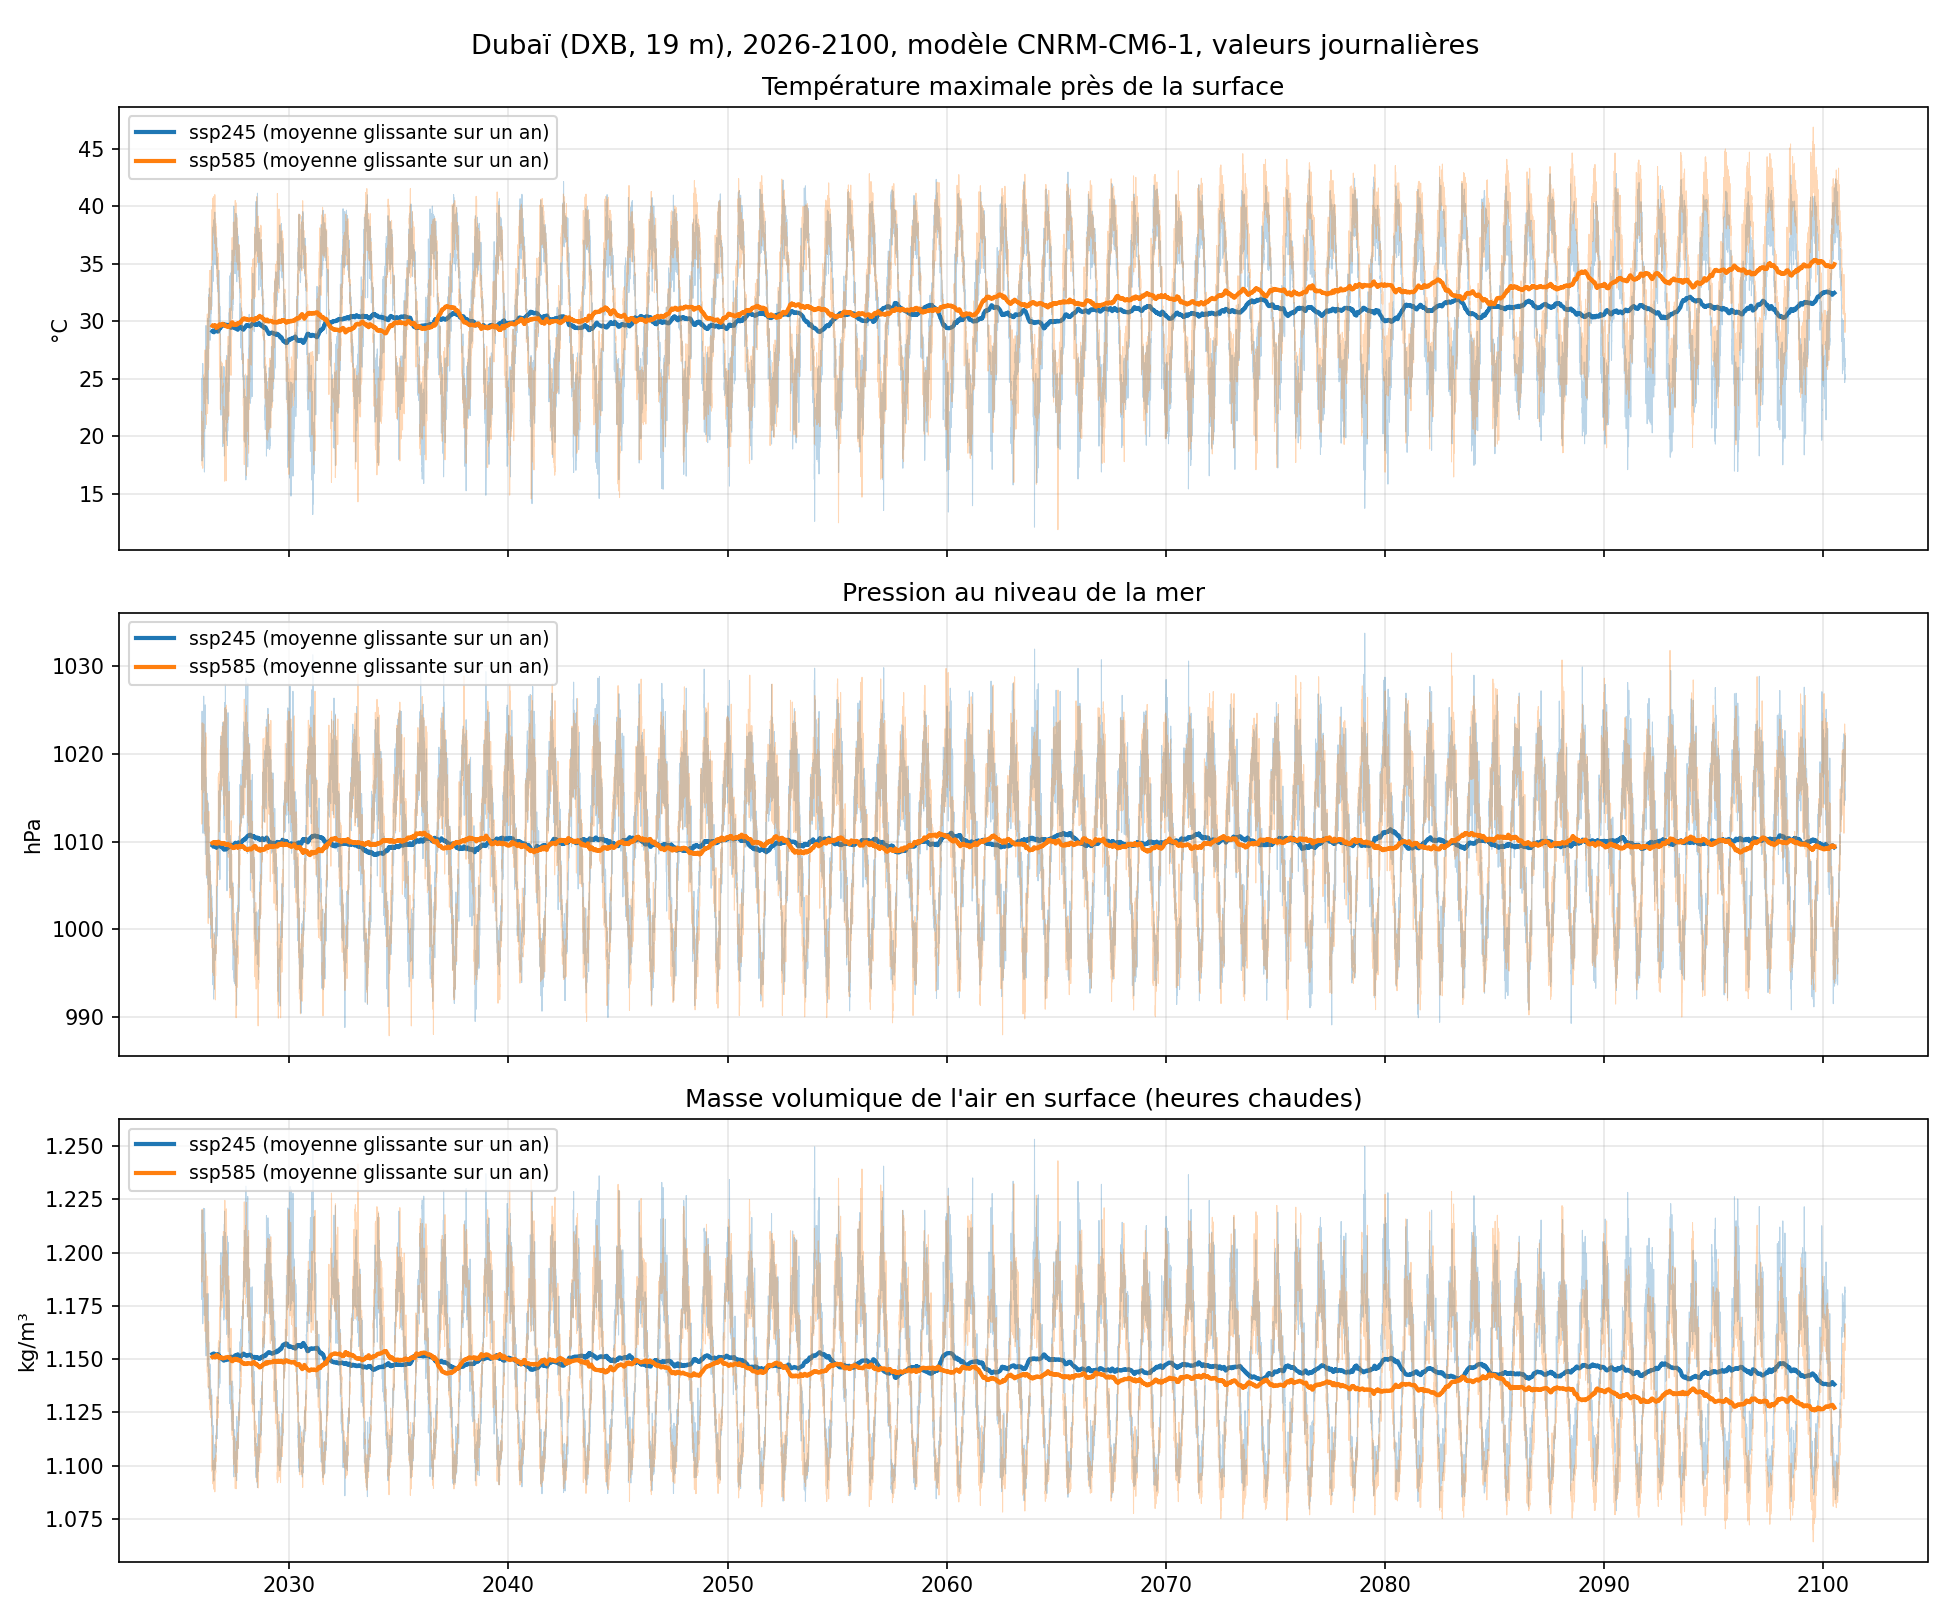 Dubaï (DXB, 19 m), 2026-2100, modèle CNRM-CM6-1, valeurs journalières
Température maximale près de la surface
ssp245 (moyenne glissante sur un an)
ssp585 (moyenne glissante sur un an)
°C
45
40
35
30
25
20
15
Pression au niveau de la mer
ssp245 (moyenne glissante sur un an)
ssp585 (moyenne glissante sur un an)
hPa
1030
1020
1010
1000
990
Masse volumique de l'air en surface (heures chaudes)
ssp245 (moyenne glissante sur un an)
ssp585 (moyenne glissante sur un an)
kg/m³
1.250
1.225
1.200
1.175
1.150
1.125
1.100
1.075
2030 2040 2050 2060 2070 2080 2090 2100